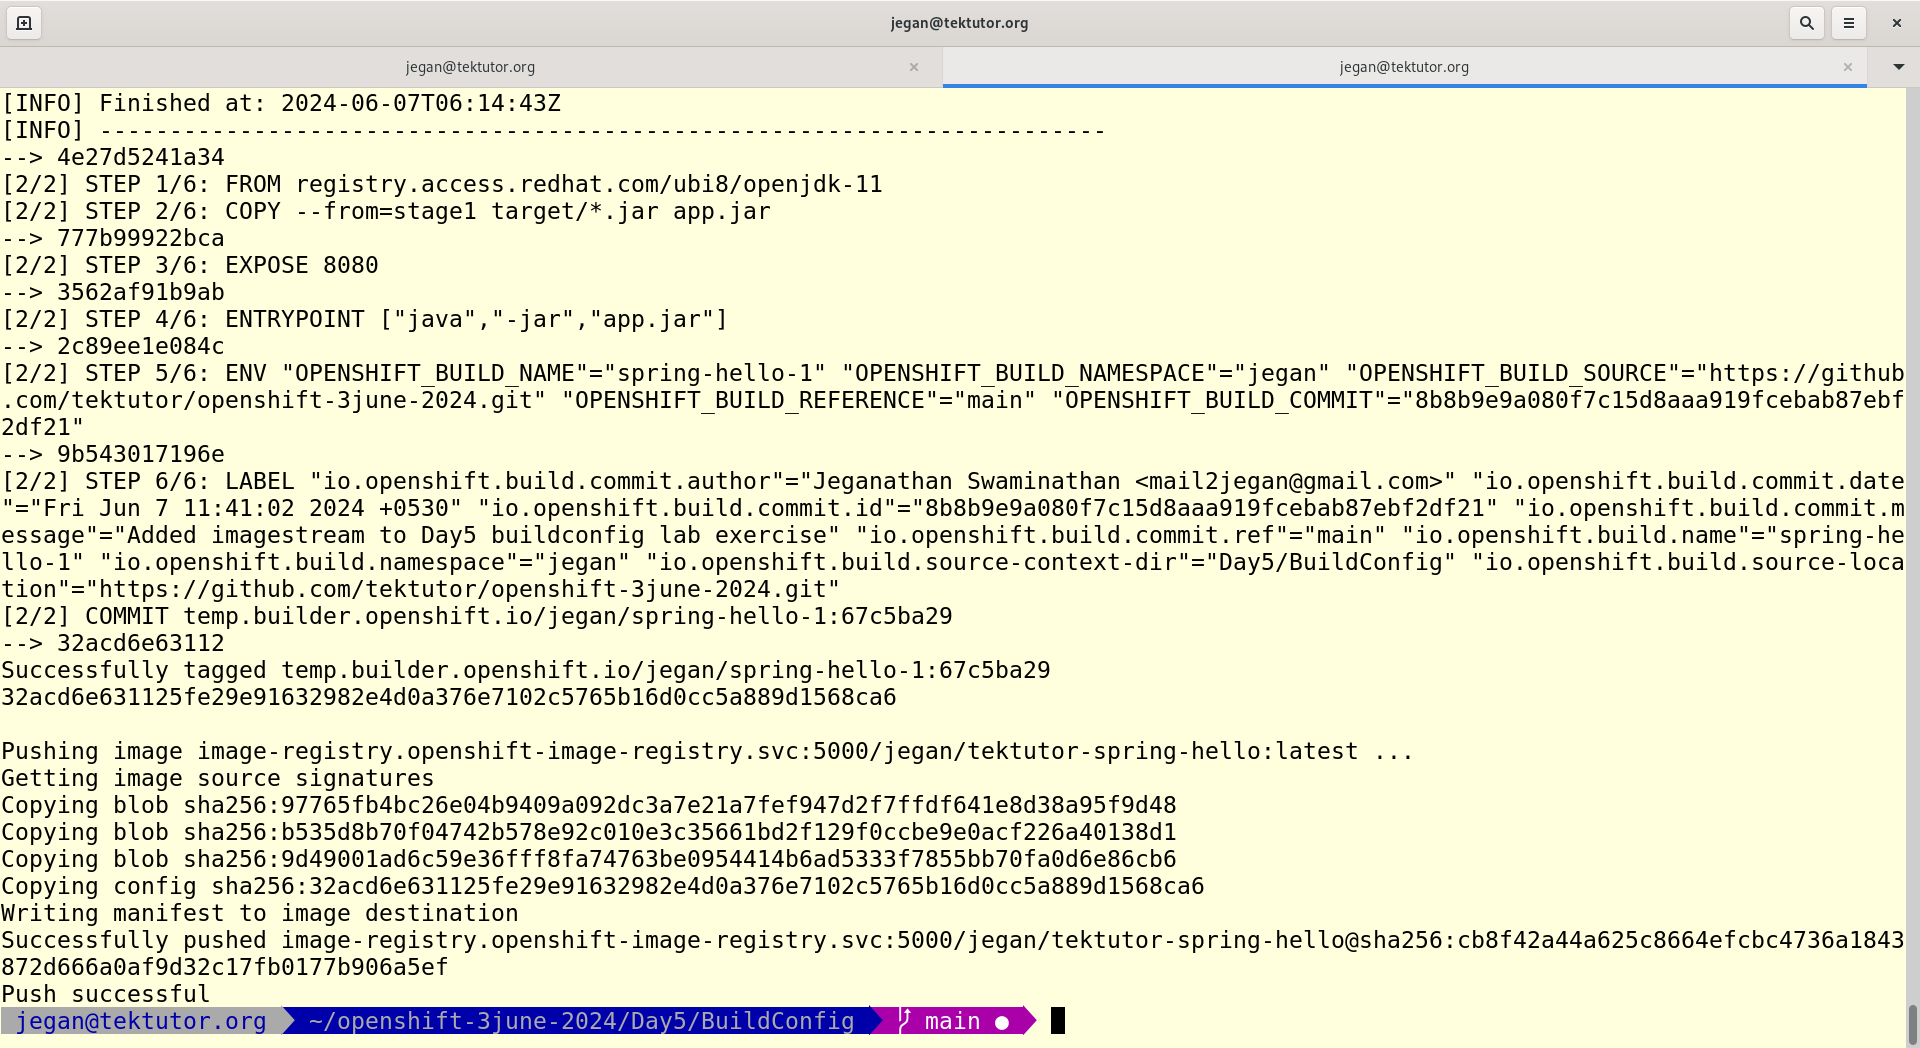 jegan@tektutor.org
jegan@tektutor.org
jegan@tektutor.org
[INFO] Finished at: 2024-06-07T06:14:43Z
[INFO] ------------------------------------------------------------------------
--> 4e27d5241a34
[2/2] STEP 1/6: FROM registry.access.redhat.com/ubi8/openjdk-11
[2/2] STEP 2/6: COPY --from=stage1 target/*.jar app.jar
--> 777b99922bca
[2/2] STEP 3/6: EXPOSE 8080
--> 3562af91b9ab
[2/2] STEP 4/6: ENTRYPOINT ["java","-jar","app.jar"]
--> 2c89ee1e084c
[2/2] STEP 5/6: ENV "OPENSHIFT_BUILD_NAME"="spring-hello-1" "OPENSHIFT_BUILD_NAMESPACE"="jegan" "OPENSHIFT_BUILD_SOURCE"="https://github
.com/tektutor/openshift-3june-2024.git" "OPENSHIFT_BUILD_REFERENCE"="main" "OPENSHIFT_BUILD_COMMIT"="8b8b9e9a080f7c15d8aaa919fcebab87ebf
2df21"
--> 9b543017196e
[2/2] STEP 6/6: LABEL "io.openshift.build.commit.author"="Jeganathan Swaminathan <mail2jegan@gmail.com>" "io.openshift.build.commit.date
"="Fri Jun 7 11:41:02 2024 +0530" "io.openshift.build.commit.id"="8b8b9e9a080f7c15d8aaa919fcebab87ebf2df21" "io.openshift.build.commit.m
essage"="Added imagestream to Day5 buildconfig lab exercise" "io.openshift.build.commit.ref"="main" "io.openshift.build.name"="spring-he
llo-1" "io.openshift.build.namespace"="jegan" "io.openshift.build.source-context-dir"="Day5/BuildConfig" "io.openshift.build.source-loca
tion"="https://github.com/tektutor/openshift-3june-2024.git"
[2/2] COMMIT temp.builder.openshift.io/jegan/spring-hello-1:67c5ba29
--> 32acd6e63112
Successfully tagged temp.builder.openshift.io/jegan/spring-hello-1:67c5ba29
32acd6e631125fe29e91632982e4d0a376e7102c5765b16d0cc5a889d1568ca6
Pushing image image-registry.openshift-image-registry.svc:5000/jegan/tektutor-spring-hello:latest ...
Getting image source signatures
Copying blob sha256:97765fb4bc26e04b9409a092dc3a7e21a7fef947d2f7ffdf641e8d38a95f9d48
Copying blob sha256:b535d8b70f04742b578e92c010e3c35661bd2f129f0ccbe9e0acf226a40138d1
Copying blob sha256:9d49001ad6c59e36fff8fa74763be0954414b6ad5333f7855bb70fa0d6e86cb6
Copying config sha256:32acd6e631125fe29e91632982e4d0a376e7102c5765b16d0cc5a889d1568ca6
Writing manifest to image destination
Successfully pushed image-registry.openshift-image-registry.svc:5000/jegan/tektutor-spring-hello@sha256:cb8f42a44a625c8664efcbc4736a1843
872d666a0af9d32c17fb0177b906a5ef
Push successful
jegan@tektutor.org ~/openshift-3june-2024/Day5/BuildConfig main ●